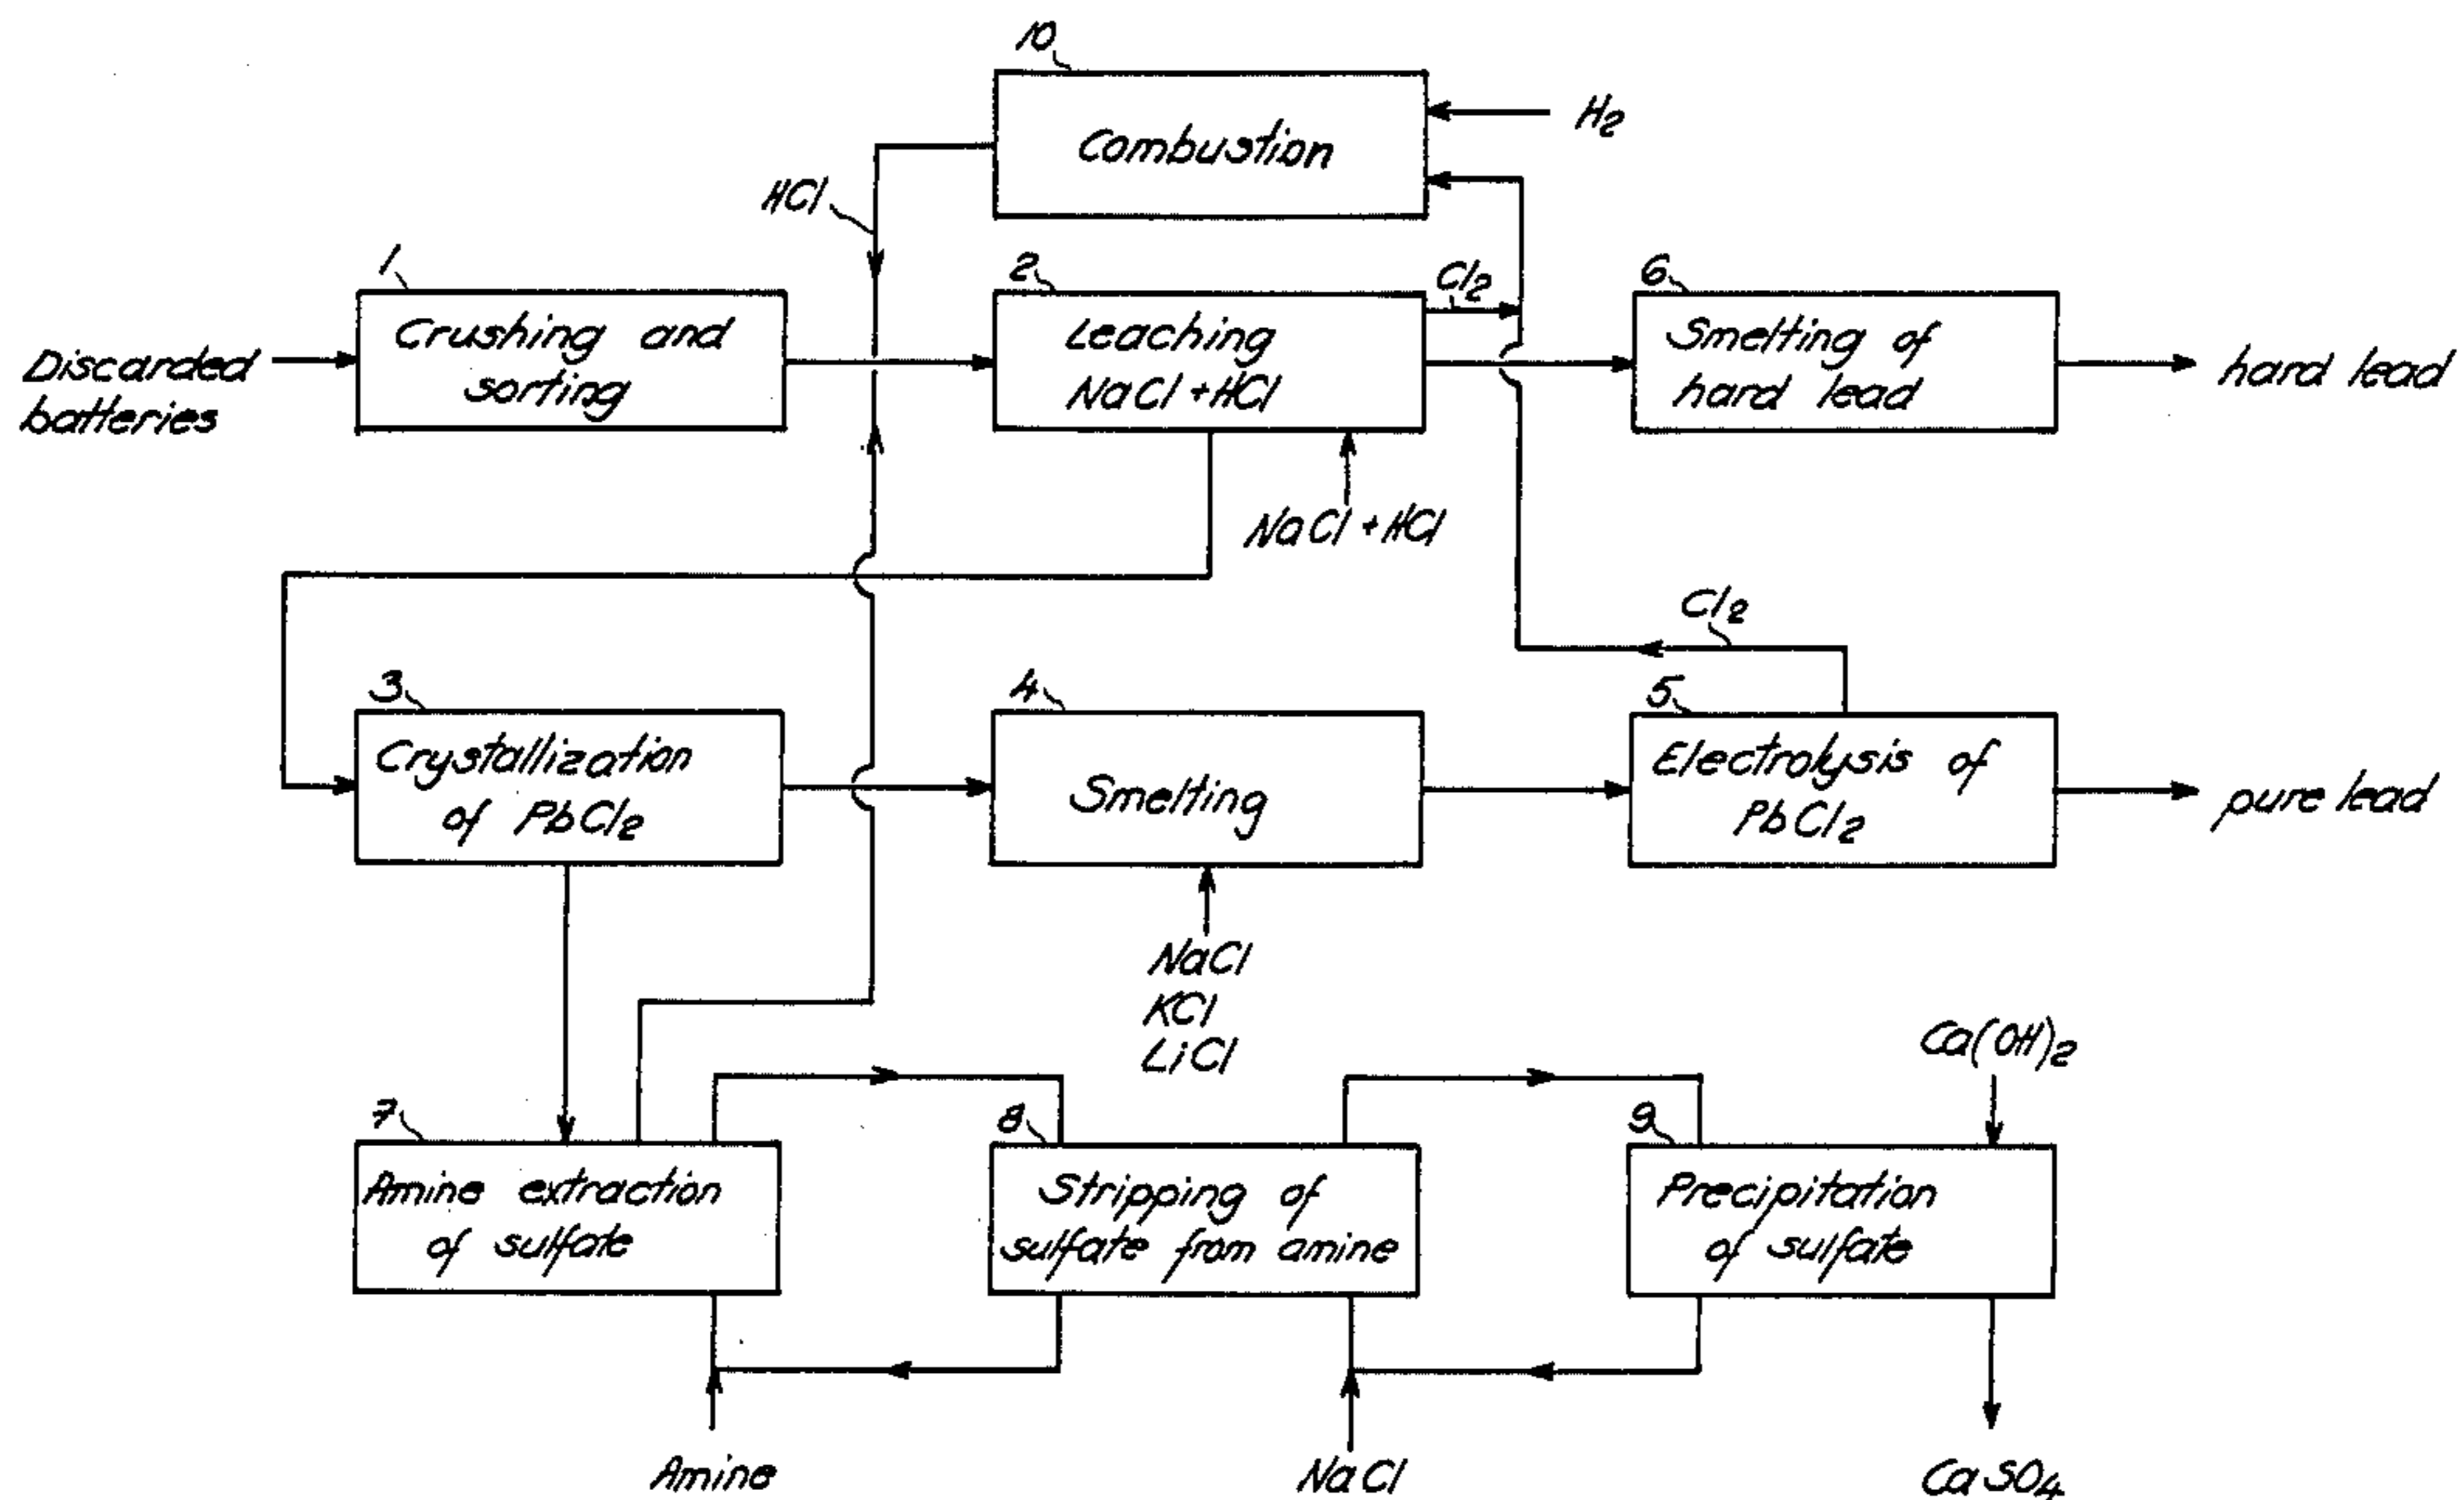 10
Combustion
H2
HCl
1
Crushing and
sorting
2
Leaching
NaCl + HCl
Cl2
6
Smelting of
hard lead
Discarded
batteries
hard lead
NaCl + HCl
Cl2
3
Crystallization
of PbCl2
4
Smelting
5
Electrolysis of
PbCl2
pure lead
NaCl
KCl
LiCl
Ca(OH)2
7
Amine extraction
of sulfate
8
Stripping of
sulfate from amine
9
Precipitation
of sulfate
Amine
NaCl
CaSO4